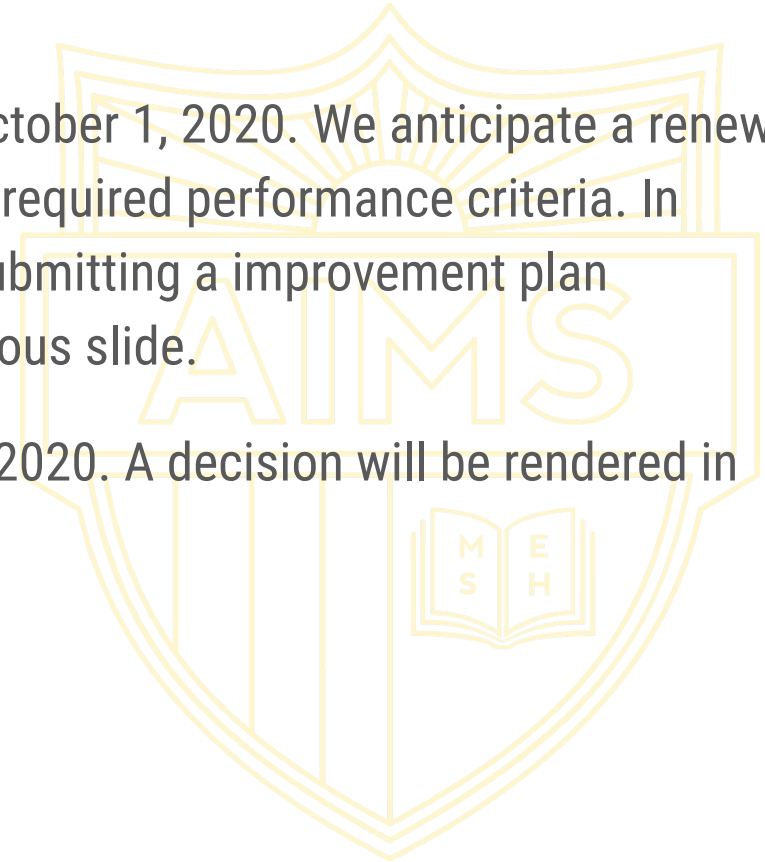 ctober 1, 2020. We anticipate a renew
required performance criteria. In
ubmitting a improvement plan
ous slide.
AIMS
2020. A decision will be rendered in
M E
S H